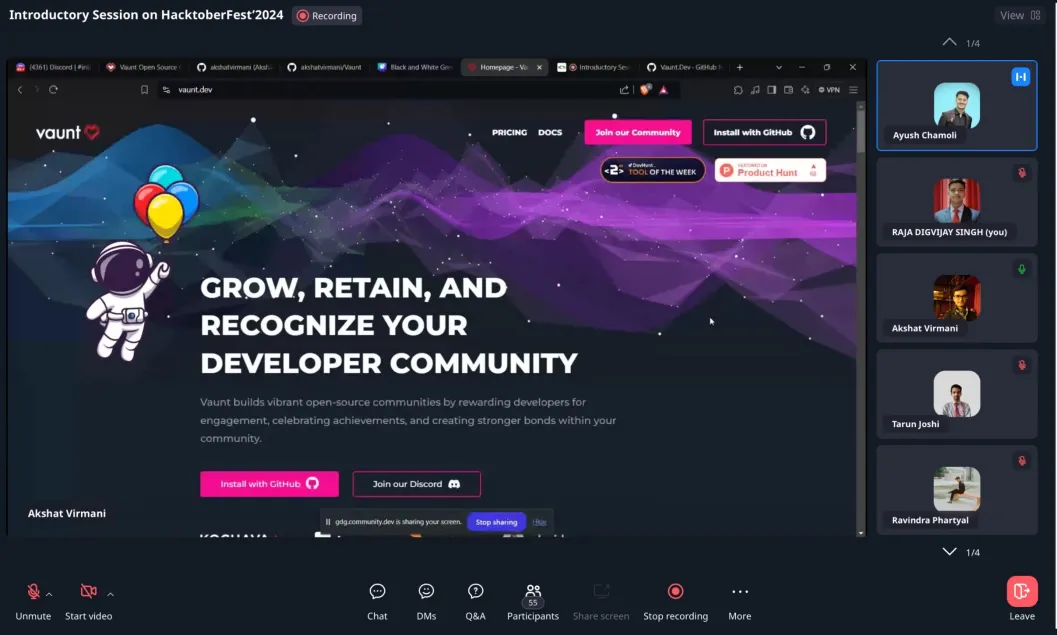 Introductory Session on HacktoberFest'2024
Recording
View
1/4
(4361) Discord | #int
Vaunt Open Source
akshatvirmani (Aksh
akshatvirmani/Vaunt
Black and White Ge
Homepage - Va
Introductory Ses
Vaunt.Dev · GitHub
vaunt.dev
VPN
vaunt
PRICING
DOCS
Join our Community
Install with GitHub
DevHunt
TOOL OF THE WEEK
Product Hunt
GROW, RETAIN, AND
RECOGNIZE YOUR
DEVELOPER COMMUNITY
Vaunt builds vibrant open-source communities by rewarding developers for
engagement, celebrating achievements, and creating stronger bonds within your
community.
Install with GitHub
Join our Discord
Akshat Virmani
gdg.community.dev is sharing your screen.
Stop sharing
Hide
Ayush Chamoli
RAJA DIGVIJAY SINGH (you)
Akshat Virmani
Tarun Joshi
Ravindra Phartyal
1/4
Unmute
Start video
Chat
DMs
Q&A
55
Participants
Share screen
Stop recording
More
Leave